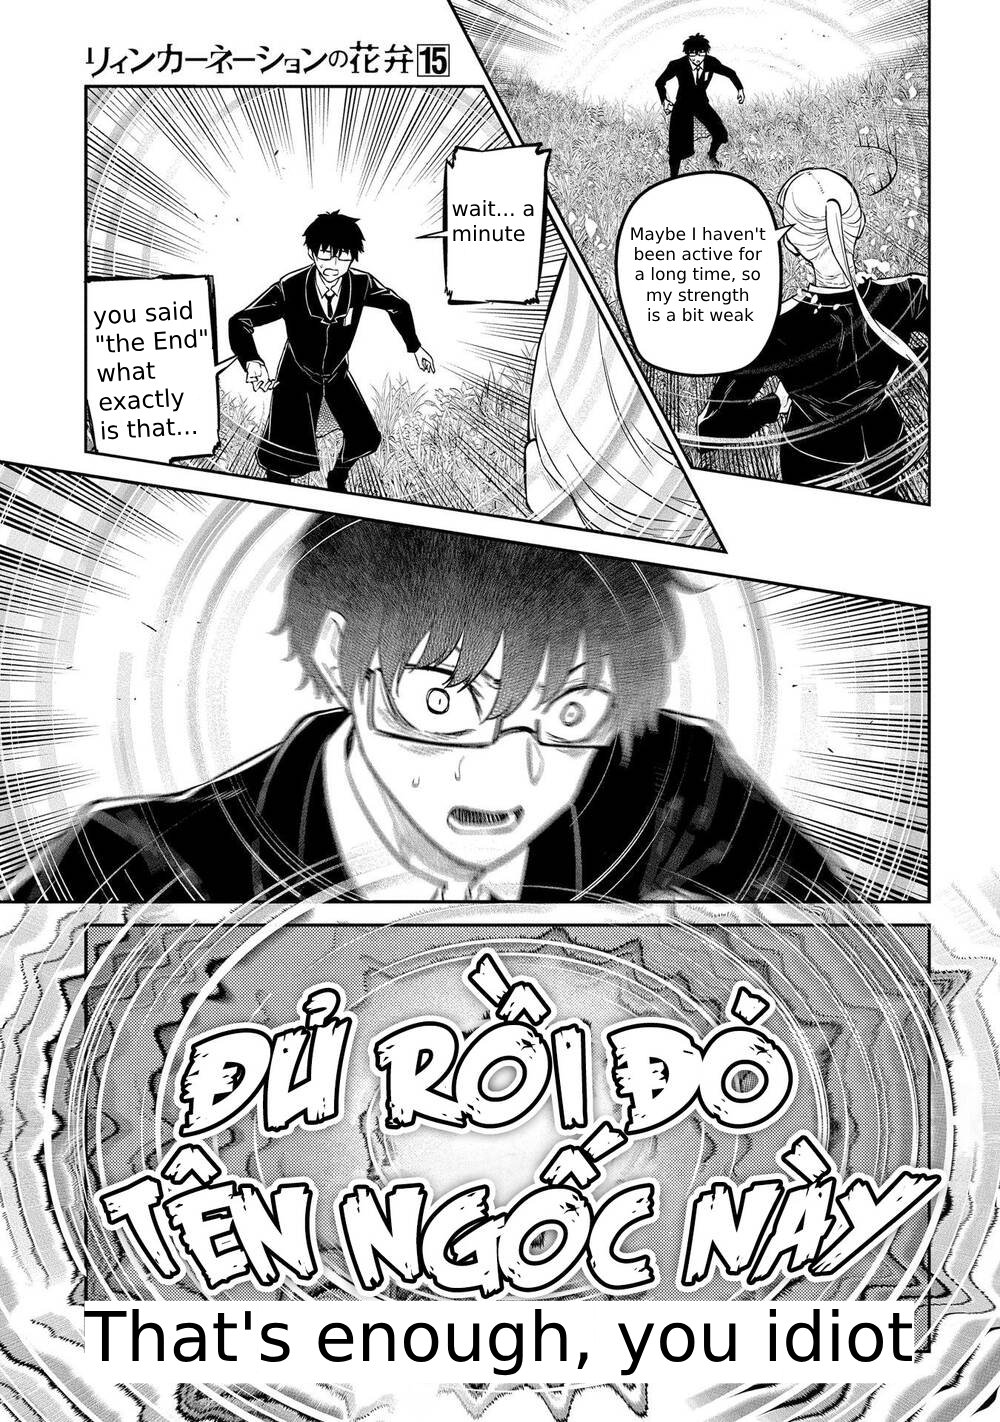 リィンカーネーションの花弁 15
Maybe I haven't
been active for
a long time, so
my strength
is a bit weak
wait... a
minute
you said
"the End"
what
exactly
is that...
ĐỦ RỒI ĐÓ
TÊN NGỐC NÀY
That's enough, you idiot